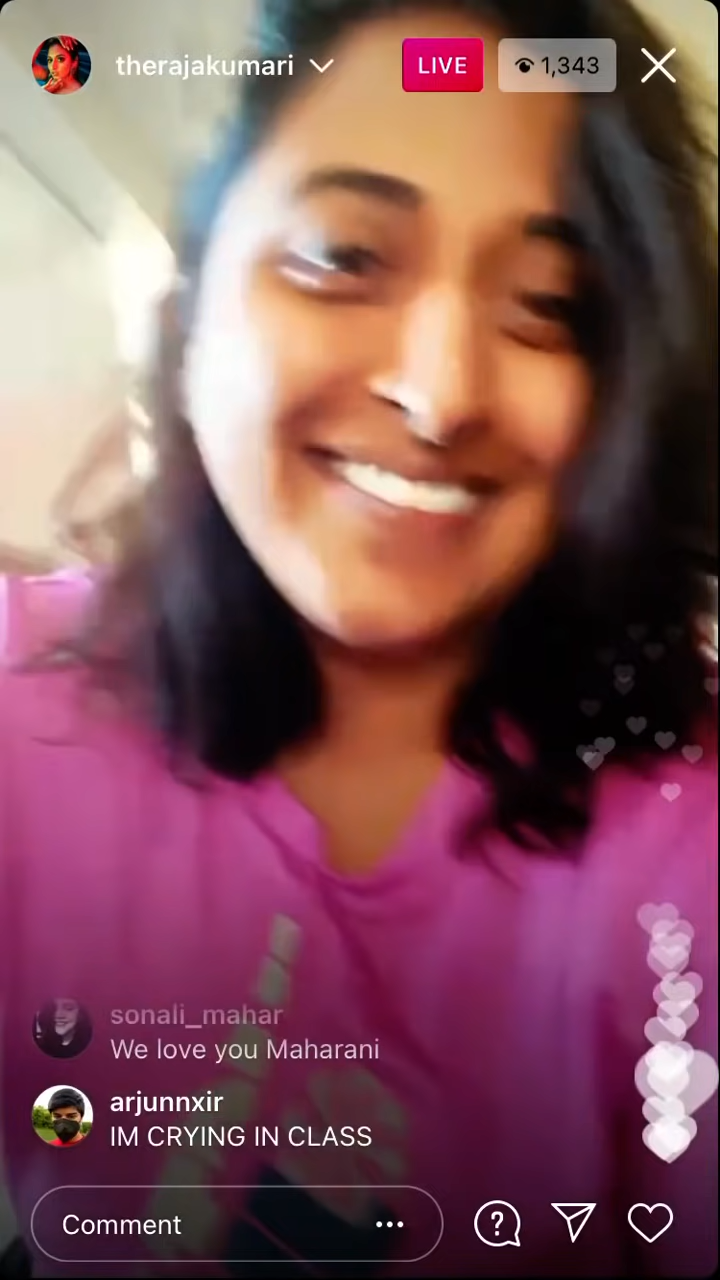 therajakumari
LIVE
1,343
sonali_mahar
We love you Maharani
arjunnxir
IM CRYING IN CLASS
Comment